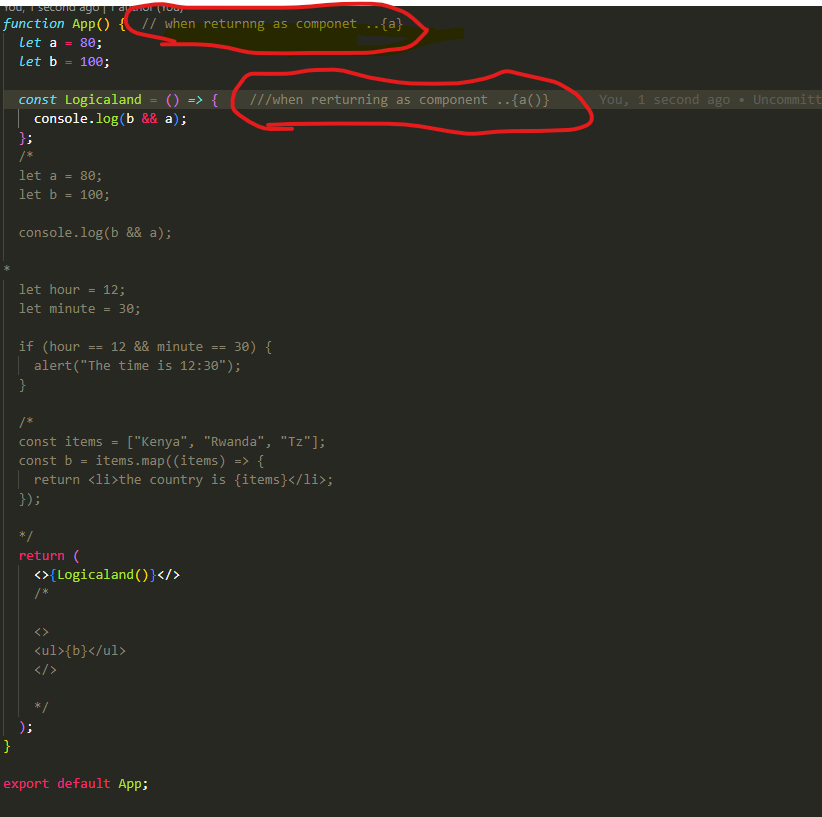 You, 1 second ago | 1 author (You)
function App() { // when returnng as componet ..{a}
let a = 80;
let b = 100;
const Logicaland = () => { ///when rerturning as component ..{a()} You, 1 second ago • Uncommitt
console.log(b && a);
};
/*
let a = 80;
let b = 100;
console.log(b && a);
*
let hour = 12;
let minute = 30;
if (hour == 12 && minute == 30) {
alert("The time is 12:30");
}
/*
const items = ["Kenya", "Rwanda", "Tz"];
const b = items.map((items) => {
return <li>the country is {items}</li>;
});
*/
return (
<>{Logicaland()}</>
/*
<>
<ul>{b}</ul>
</>
*/
);
}
export default App;